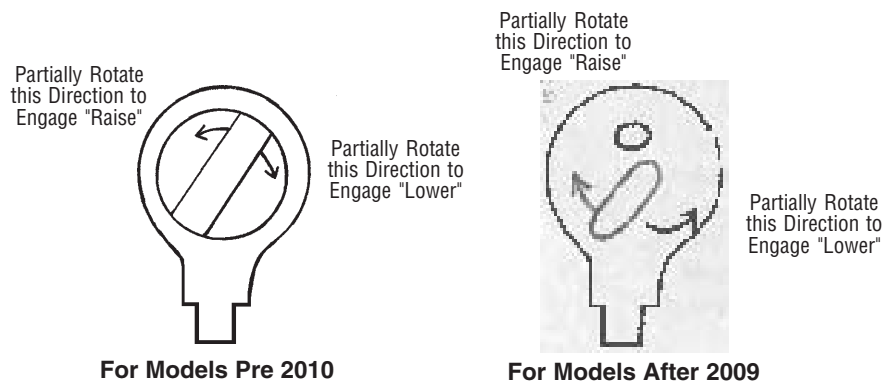 Partially Rotate
this Direction to
Engage "Raise"
Partially Rotate
this Direction to
Engage "Lower"
For Models Pre 2010
Partially Rotate
this Direction to
Engage "Raise"
Partially Rotate
this Direction to
Engage "Lower"
For Models After 2009